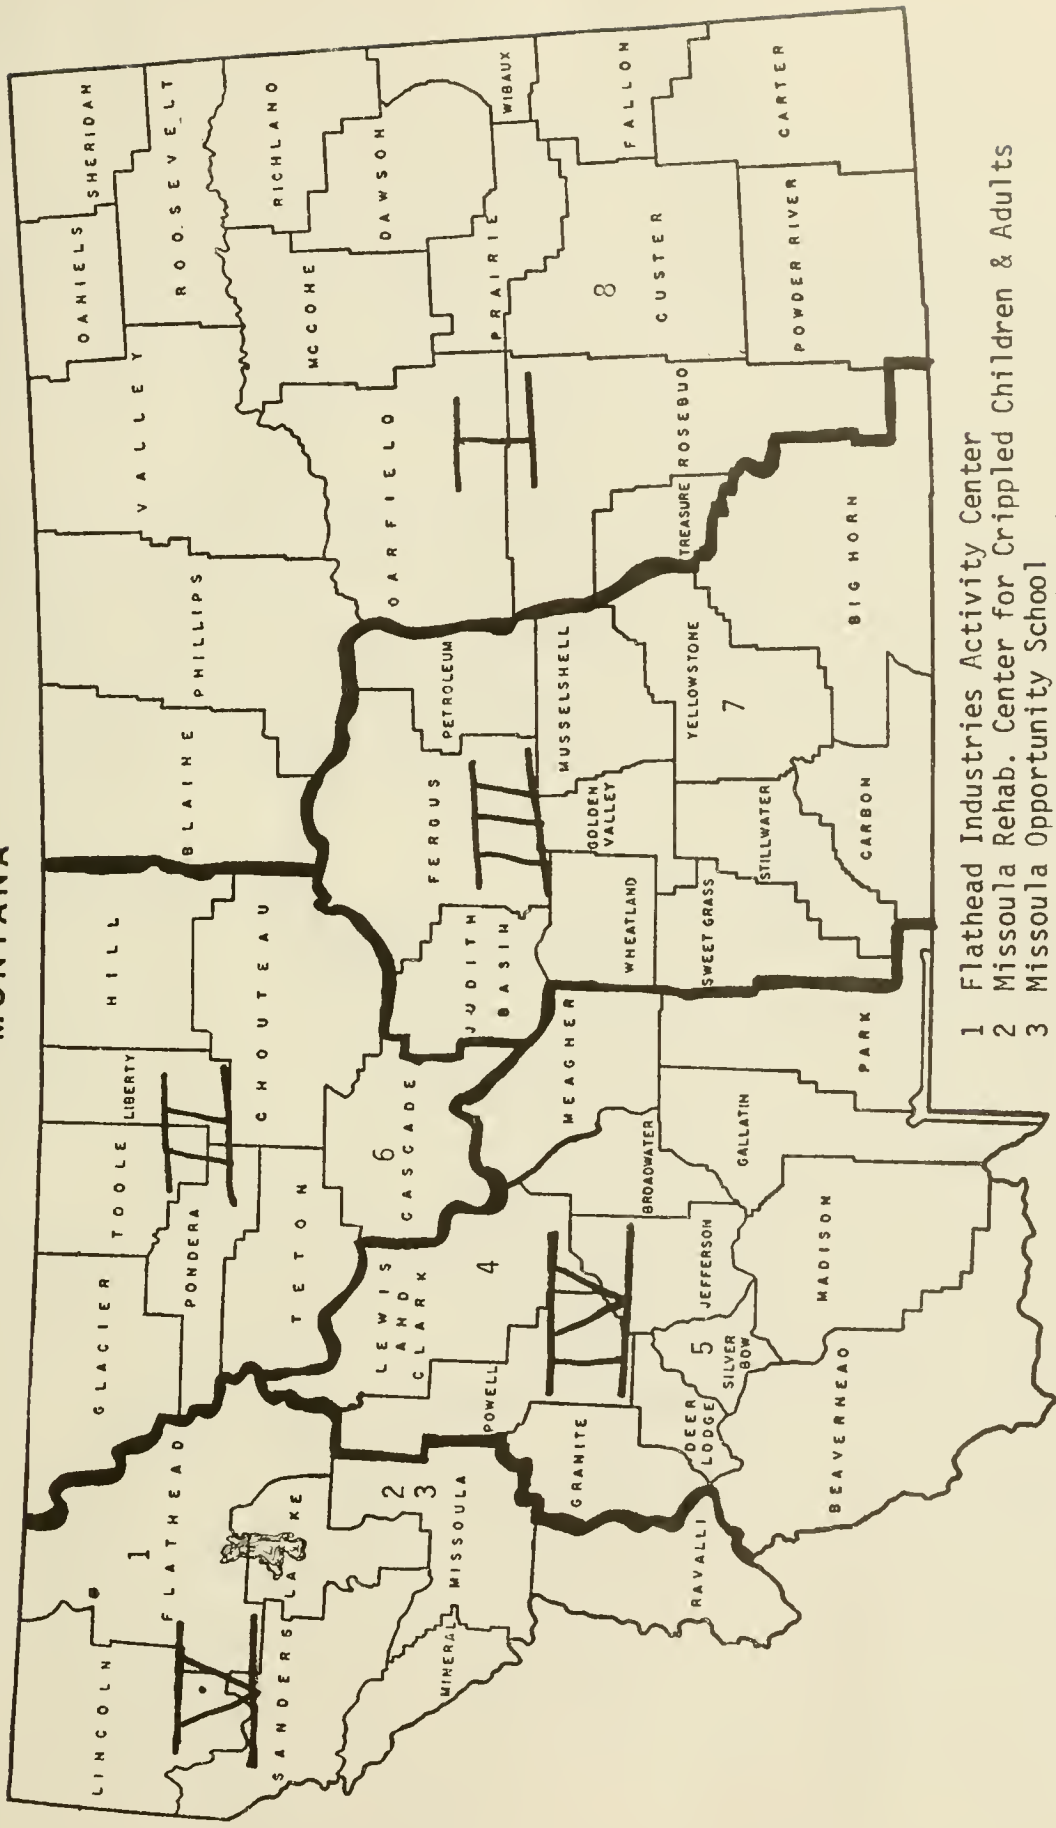 MONTANA
LINCOLN
FLATHEAD
1
GLACIER
TOOLE
LIBERTY
HILL
BLAINE
PHILLIPS
VALLEY
DANIELS
SHERIDAN
ROOSEVELT
PONDERA
II
CHOUTEAU
TETON
V
SANDERS
LAKE
2
3
MISSOULA
MINERAL
LEWIS
AND
CLARK
4
CASCADE
6
JUDITH
BASIN
FERGUS
PETROLEUM
GARFIELD
MCCONE
RICHLAND
DAWSON
PRAIRIE
WIBAUX
I
III
POWELL
IV
GRANITE
RAVALLI
DEER
LODGE
5
SILVER
BOW
JEFFERSON
BROADWATER
MEAGHER
WHEATLAND
GOLDEN
VALLEY
MUSSELSHELL
TREASURE
ROSEBUD
CUSTER
8
FALLON
CARTER
POWDER RIVER
BIG HORN
YELLOWSTONE
7
STILLWATER
CARBON
SWEET GRASS
PARK
GALLATIN
MADISON
BEAVERHEAD
1 Flathead Industries Activity Center
2 Missoula Rehab. Center for Crippled Children & Adults
3 Missoula Opportunity School